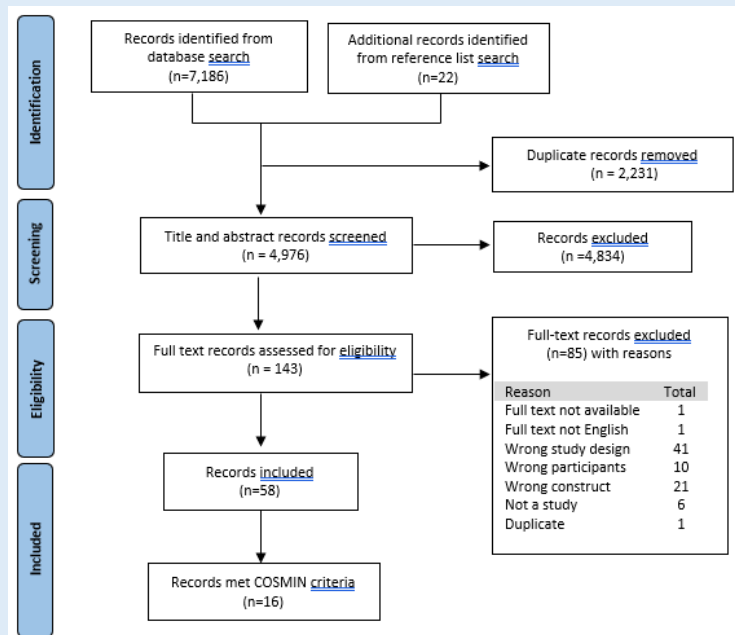 Identification
Records identified from
database search
(n=7,186)
Additional records identified
from reference list search
(n=22)
Duplicate records removed
(n = 2,231)
Screening
Title and abstract records screened
(n = 4,976)
Records excluded
(n =4,834)
Eligibility
Full text records assessed for eligibility
(n = 143)
Full-text records excluded
(n=85) with reasons
Reason Total
Full text not available 1
Full text not English 1
Wrong study design 41
Wrong participants 10
Wrong construct 21
Not a study 6
Duplicate 1
Included
Records included
(n=58)
Records met COSMIN criteria
(n=16)